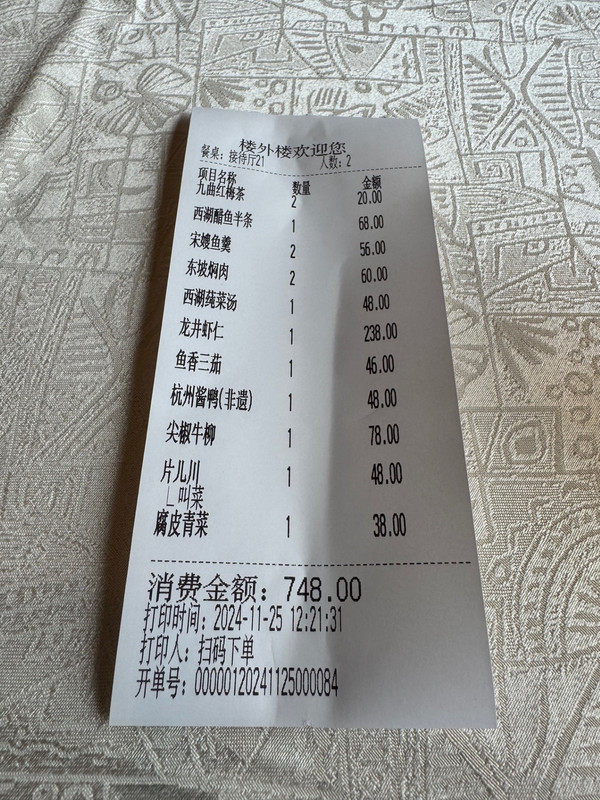 楼外楼欢迎您
餐桌：接待厅21 人数：2
项目名称 数量 金额
九曲红梅茶 2 20.00
西湖醋鱼半条 1 68.00
宋嫂鱼羹 2 56.00
东坡焖肉 2 60.00
西湖莼菜汤 1 48.00
龙井虾仁 1 238.00
鱼香三茄 1 46.00
杭州酱鸭(非遗) 1 48.00
尖椒牛柳 1 78.00
片儿川 1 48.00
∟叫菜
腐皮青菜 1 38.00
消费金额：748.00
打印时间：2024-11-25 12:21:31
打印人：扫码下单
开单号：00000120241125000084